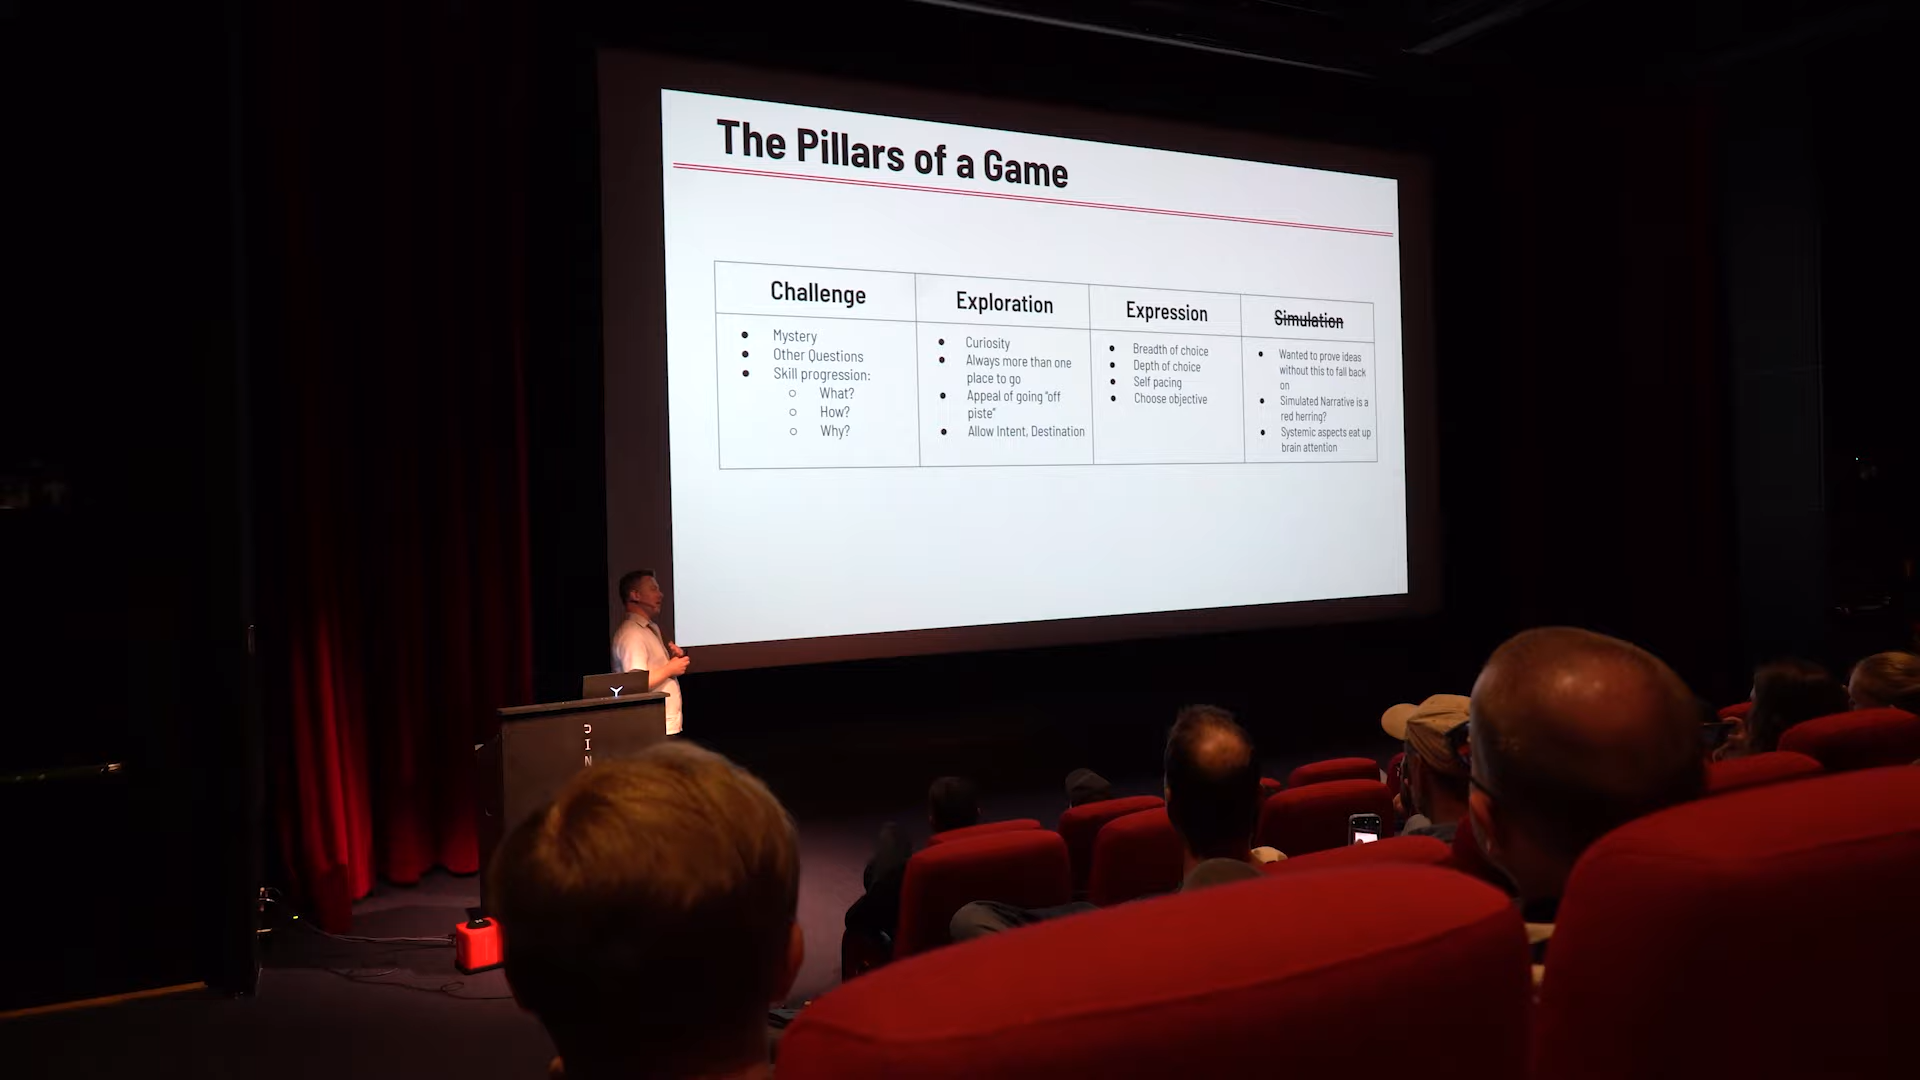 The Pillars of a Game
Challenge
Mystery
Other Questions
Skill progression:
What?
How?
Why?
Exploration
Curiosity
Always more than one
place to go
Appeal of going "off
piste"
Allow Intent, Destination
Expression
Breadth of choice
Depth of choice
Self pacing
Choose objective
Simulation
Wanted to prove ideas
without this to fall back
on
Simulated Narrative is a
red herring?
Systemic aspects eat up
brain attention